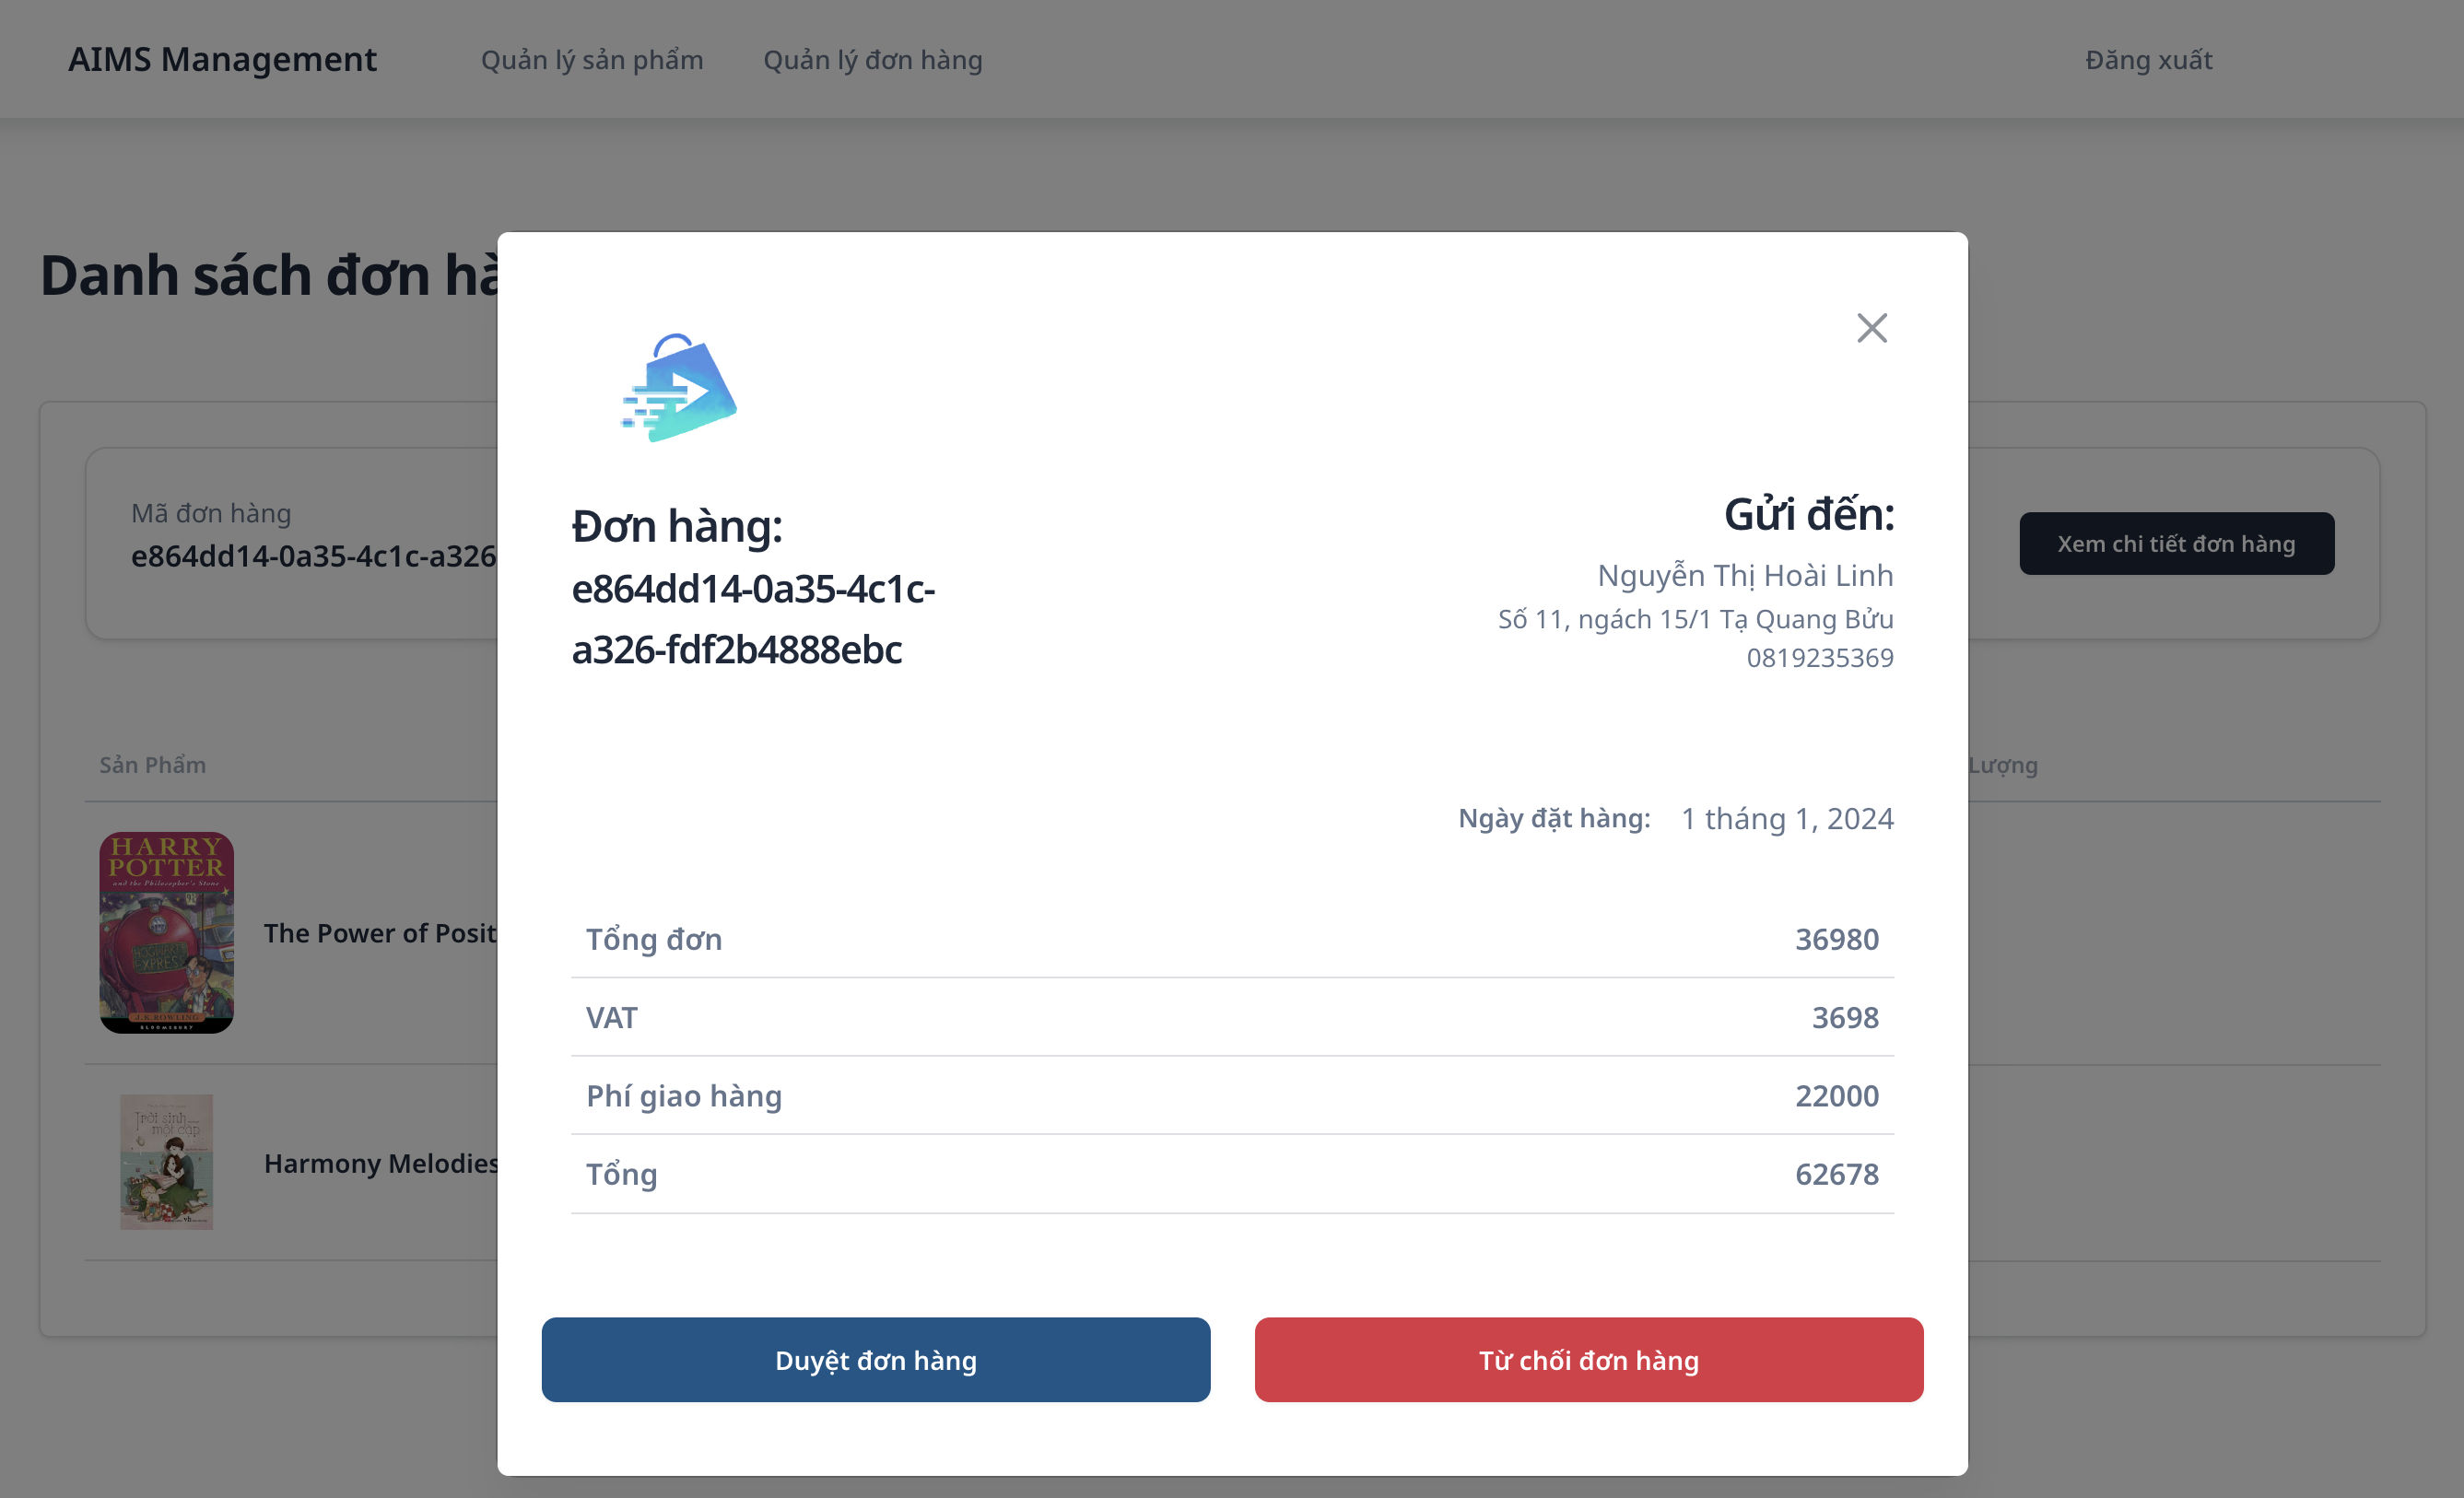 AIMS Management
Quản lý sản phẩm
Quản lý đơn hàng
Đăng xuất
Danh sách đơn hà
Mã đơn hàng
e864dd14-0a35-4c1c-a326
Xem chi tiết đơn hàng
Đơn hàng:
e864dd14-0a35-4c1c-
a326-fdf2b4888ebc
Gửi đến:
Nguyễn Thị Hoài Linh
Số 11, ngách 15/1 Tạ Quang Bửu
0819235369
Ngày đặt hàng: 1 tháng 1, 2024
Tổng đơn 36980
VAT 3698
Phí giao hàng 22000
Tổng 62678
Duyệt đơn hàng
Từ chối đơn hàng
Sản Phẩm
Lượng
HARRY
POTTER
and the Philosopher's Stone
HOGWARTS
EXPRESS
J.K. ROWLING
BLOOMSBURY
The Power of Posit
Trời sinh
một cặp
Harmony Melodies